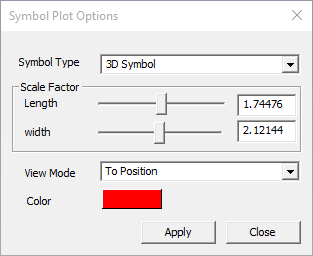 Symbol Plot Options
Symbol Type 3D Symbol
Scale Factor
Length 1.74476
width 2.12144
View Mode To Position
Color
Apply Close